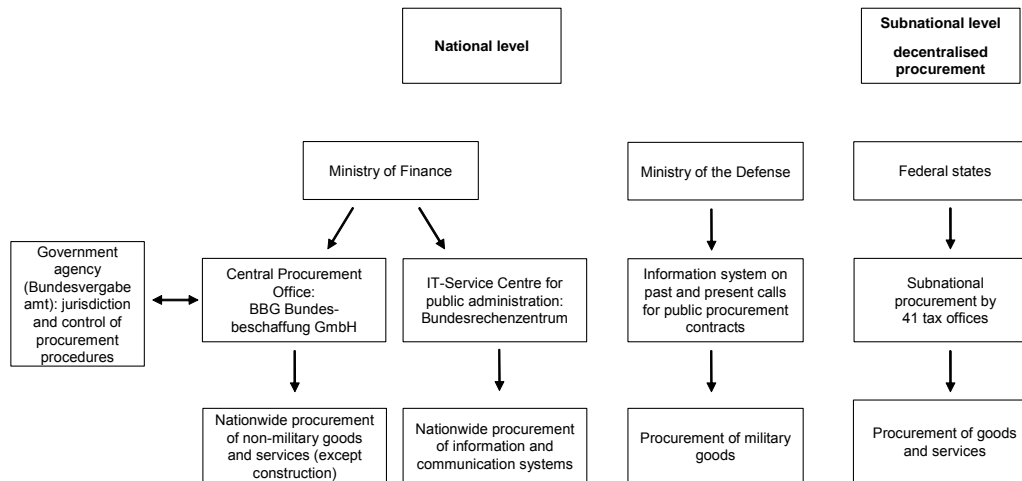 National level
Subnational level
decentralised
procurement
Ministry of Finance
Ministry of the Defense
Federal states
Government
agency
(Bundesvergabe
amt): jurisdiction
and control of
procurement
procedures
Central Procurement
Office:
BBG Bundes-
beschaffung GmbH
IT-Service Centre for
public administration:
Bundesrechenzentrum
Information system on
past and present calls
for public procurement
contracts
Subnational
procurement by
41 tax offices
Nationwide procurement
of non-military goods
and services (except
construction)
Nationwide procurement
of information and
communication systems
Procurement of military
goods
Procurement of goods
and services